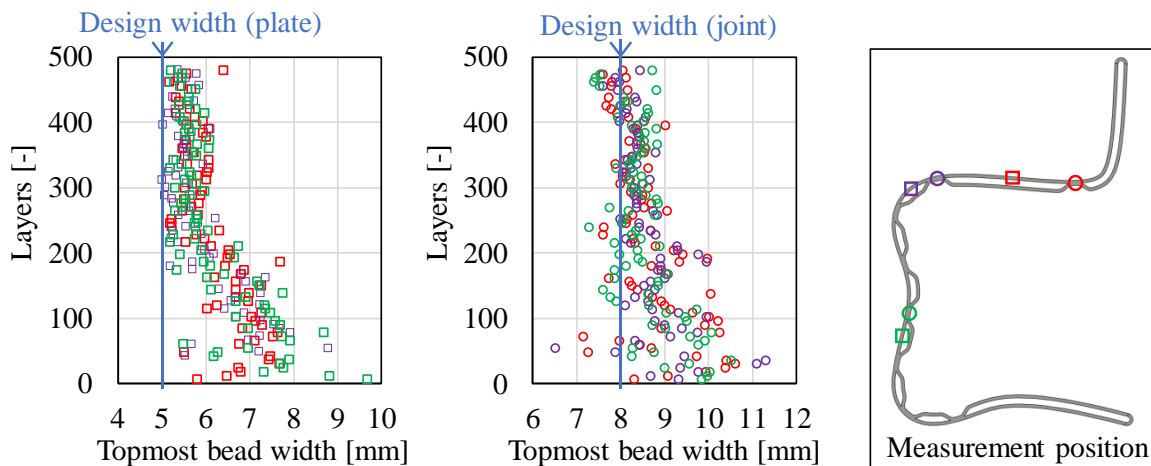 Design width (plate)
500
400
300
200
100
0
Layers [-]
4 5 6 7 8 9 10
Topmost bead width [mm]
Design width (joint)
500
400
300
200
100
0
Layers [-]
6 7 8 9 10 11 12
Topmost bead width [mm]
Measurement position